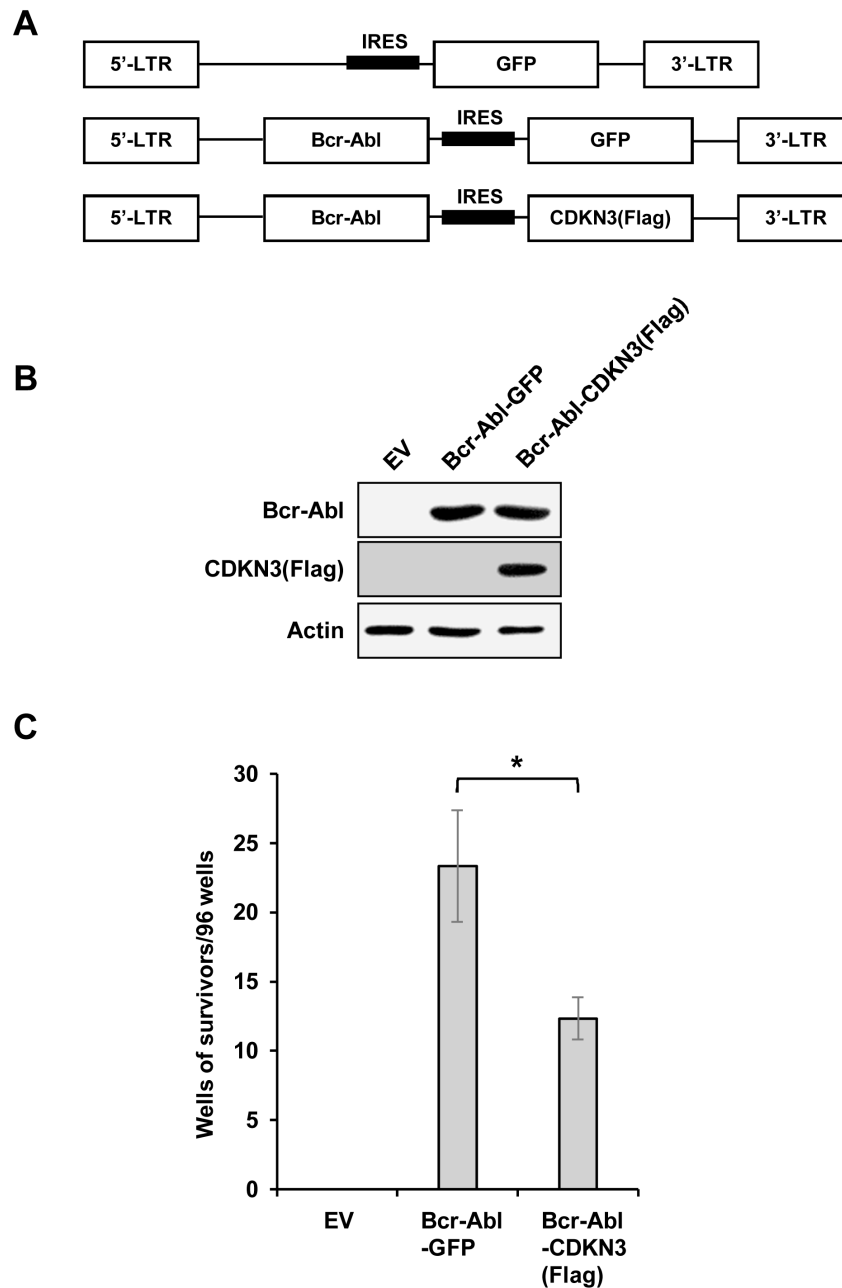 A
IRES
5’-LTR GFP 3’-LTR
IRES
5’-LTR Bcr-Abl GFP 3’-LTR
IRES
5’-LTR Bcr-Abl CDKN3(Flag) 3’-LTR
B
EV Bcr-Abl-GFP Bcr-Abl-CDKN3(Flag)
Bcr-Abl
CDKN3(Flag)
Actin
C
Wells of survivors/96 wells
30
*
25
20
15
10
5
0
EV Bcr-Abl Bcr-Abl
-GFP -CDKN3
(Flag)